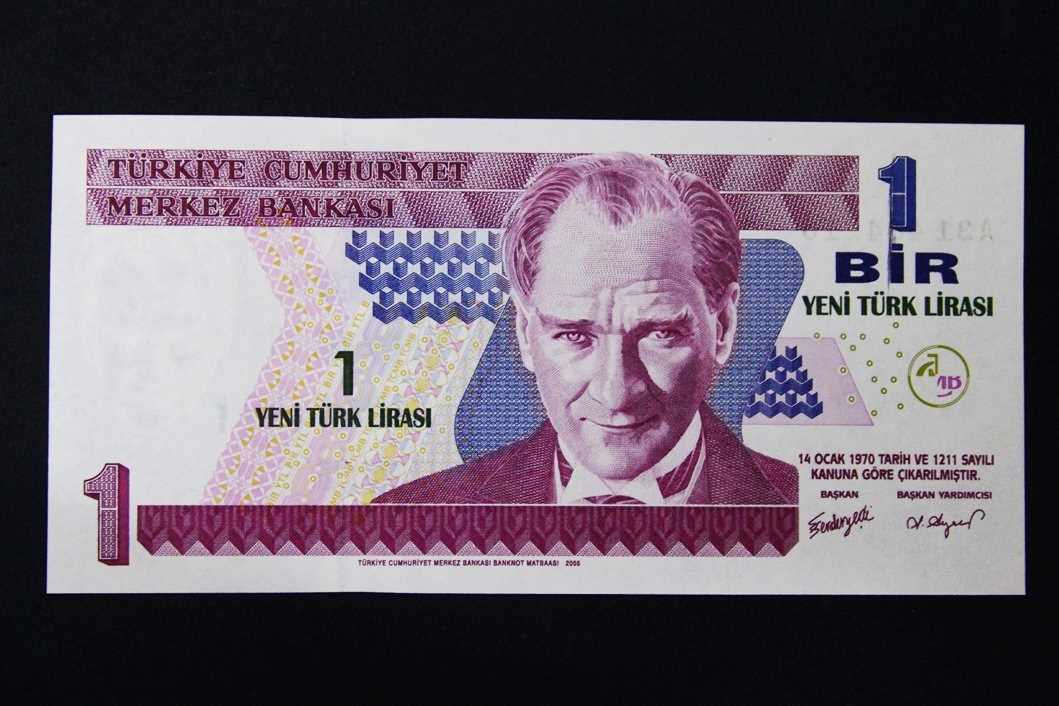 TÜRKİYE CUMHURİYET
MERKEZ BANKASI
1
BİR
YENİ TÜRK LİRASI
1
YENİ TÜRK LİRASI
14 OCAK 1970 TARİH VE 1211 SAYILI
KANUNA GÖRE ÇIKARILMIŞTIR.
BAŞKAN BAŞKAN YARDIMCISI
1
TÜRKİYE CUMHURİYET MERKEZ BANKASI BANKNOT MATBAASI 2005